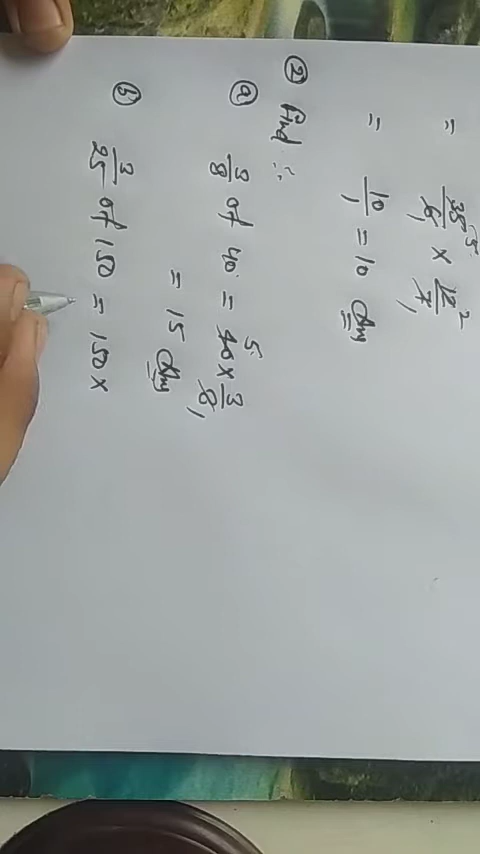 = 35/6 × 12/7
= 10/1 = 10 Ans
② Find :-
ⓐ 3/8 of 40 = 40 × 3/8
= 15 Ans
ⓑ 3/25 of 150 = 150 ×